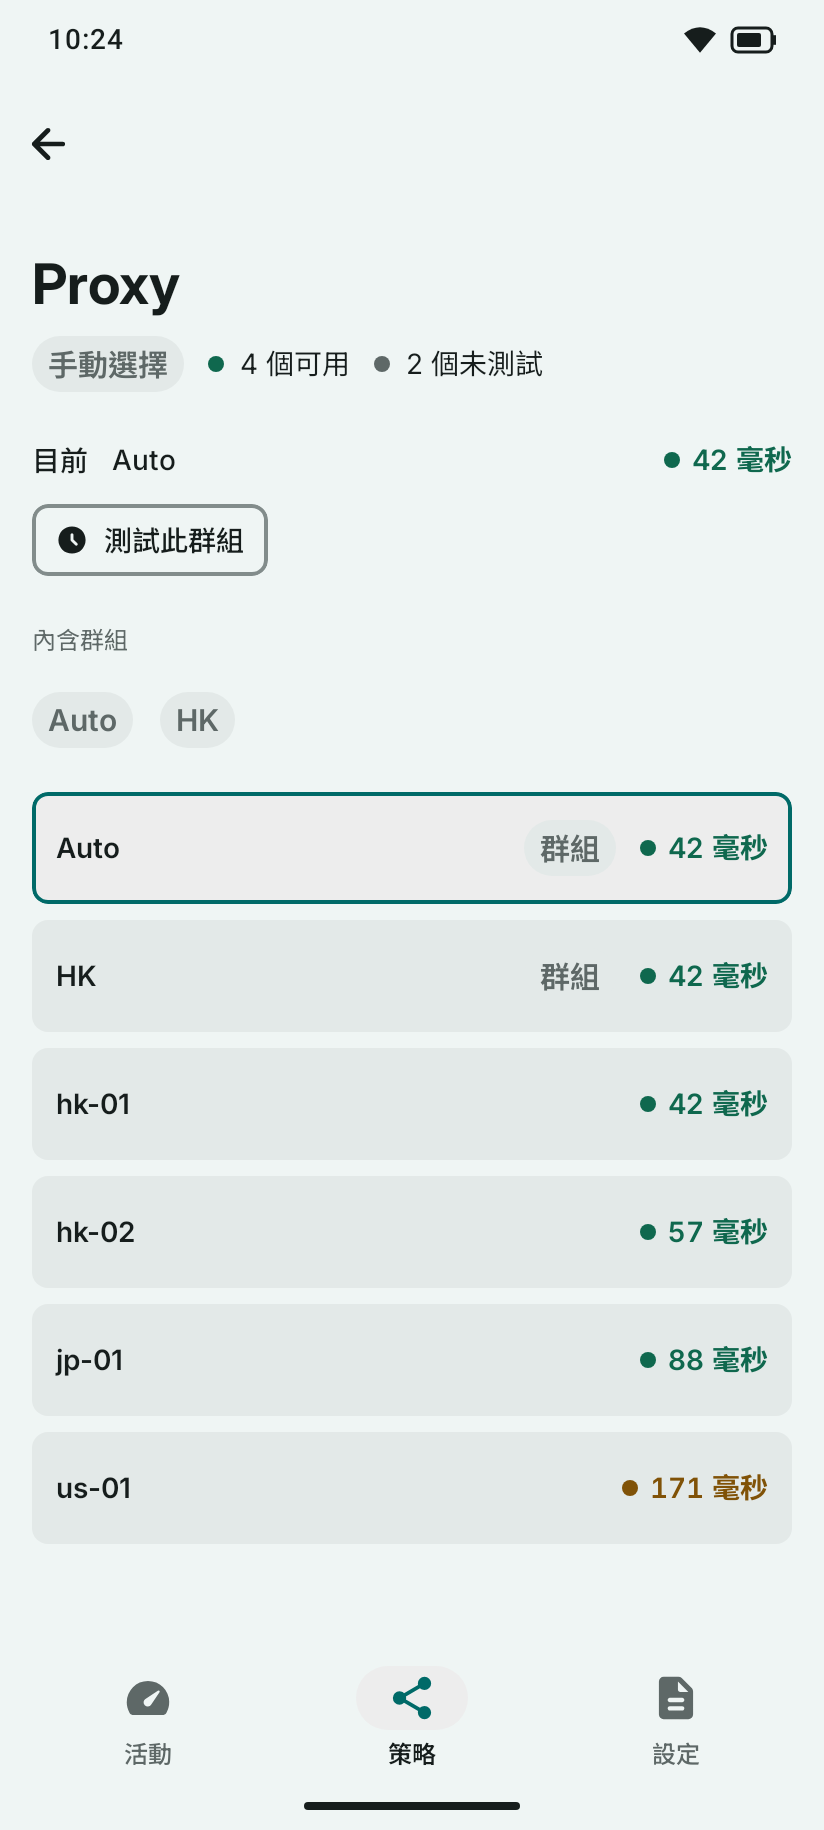 10:24
Proxy
手動選擇 4 個可用 2 個未測試
目前 Auto 42 毫秒
測試此群組
內含群組
Auto HK
Auto 群組 42 毫秒
HK 群組 42 毫秒
hk-01 42 毫秒
hk-02 57 毫秒
jp-01 88 毫秒
us-01 171 毫秒
活動 策略 設定